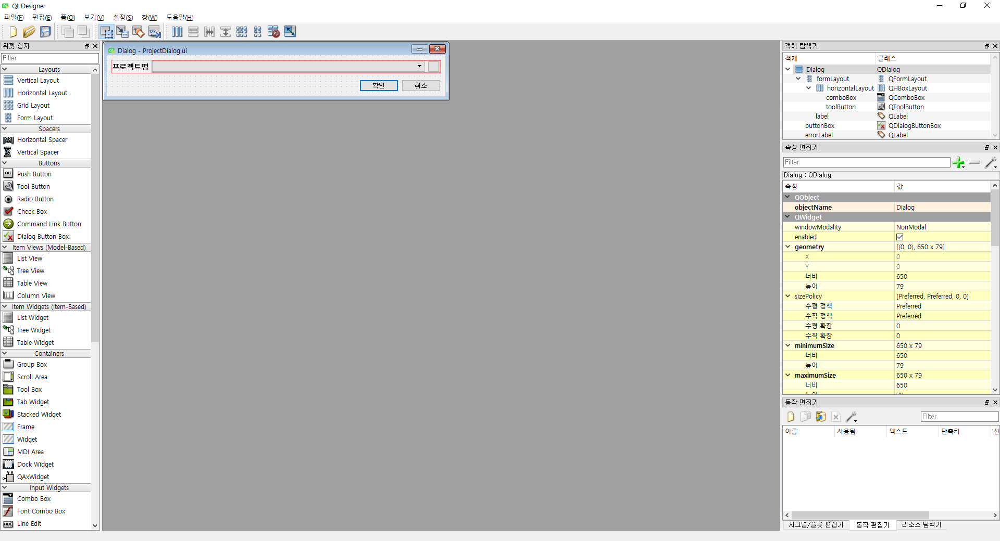 Qt Designer
파일(F) 편집(E) 폼(O) 보기(V) 설정(S) 창(W) 도움말(H)
위젯 상자
Filter
Layouts
Vertical Layout
Horizontal Layout
Grid Layout
Form Layout
Spacers
Horizontal Spacer
Vertical Spacer
Buttons
OK Push Button
Tool Button
Radio Button
Check Box
Command Link Button
Dialog Button Box
Item Views (Model-Based)
List View
Tree View
Table View
Column View
Item Widgets (Item-Based)
List Widget
Tree Widget
Table Widget
Containers
Group Box
Scroll Area
Tool Box
Tab Widget
Stacked Widget
Frame
Widget
MDI Area
Dock Widget
QAxWidget
Input Widgets
Combo Box
Font Combo Box
Line Edit
Dialog - ProjectDialog.ui
프로젝트명
확인 취소
객체 탐색기
객체 클래스
Dialog QDialog
formLayout QFormLayout
horizontalLayout QHBoxLayout
comboBox QComboBox
toolButton QToolButton
label QLabel
buttonBox QDialogButtonBox
errorLabel QLabel
속성 편집기
Filter
Dialog : QDialog
속성 값
QObject
objectName Dialog
QWidget
windowModality NonModal
enabled
geometry [(0, 0), 650 x 79]
X 0
Y 0
너비 650
높이 79
sizePolicy [Preferred, Preferred, 0, 0]
수평 정책 Preferred
수직 정책 Preferred
수평 확장 0
수직 확장 0
minimumSize 650 x 79
너비 650
높이 79
maximumSize 650 x 79
너비 650
높이 79
동작 편집기
Filter
이름 사용됨 텍스트 단축키 선
시그널/슬롯 편집기 동작 편집기 리소스 탐색기